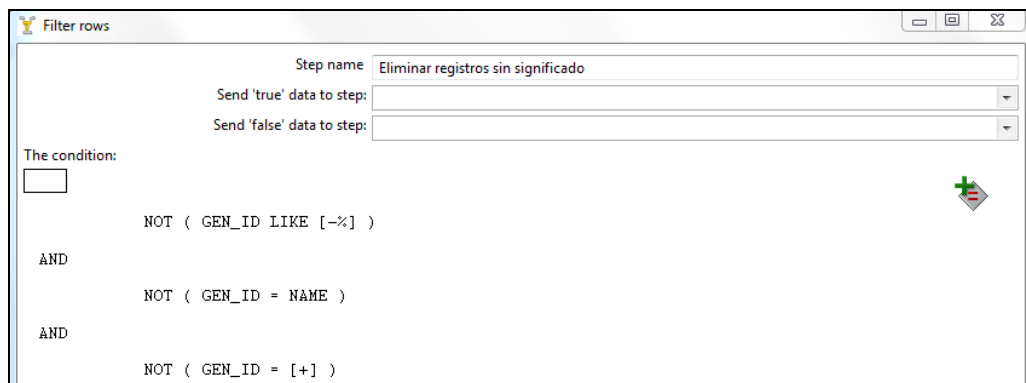 Filter rows
Step name Eliminar registros sin significado
Send 'true' data to step:
Send 'false' data to step:
The condition:
NOT ( GEN_ID LIKE [-%] )
AND
NOT ( GEN_ID = NAME )
AND
NOT ( GEN_ID = [+] )